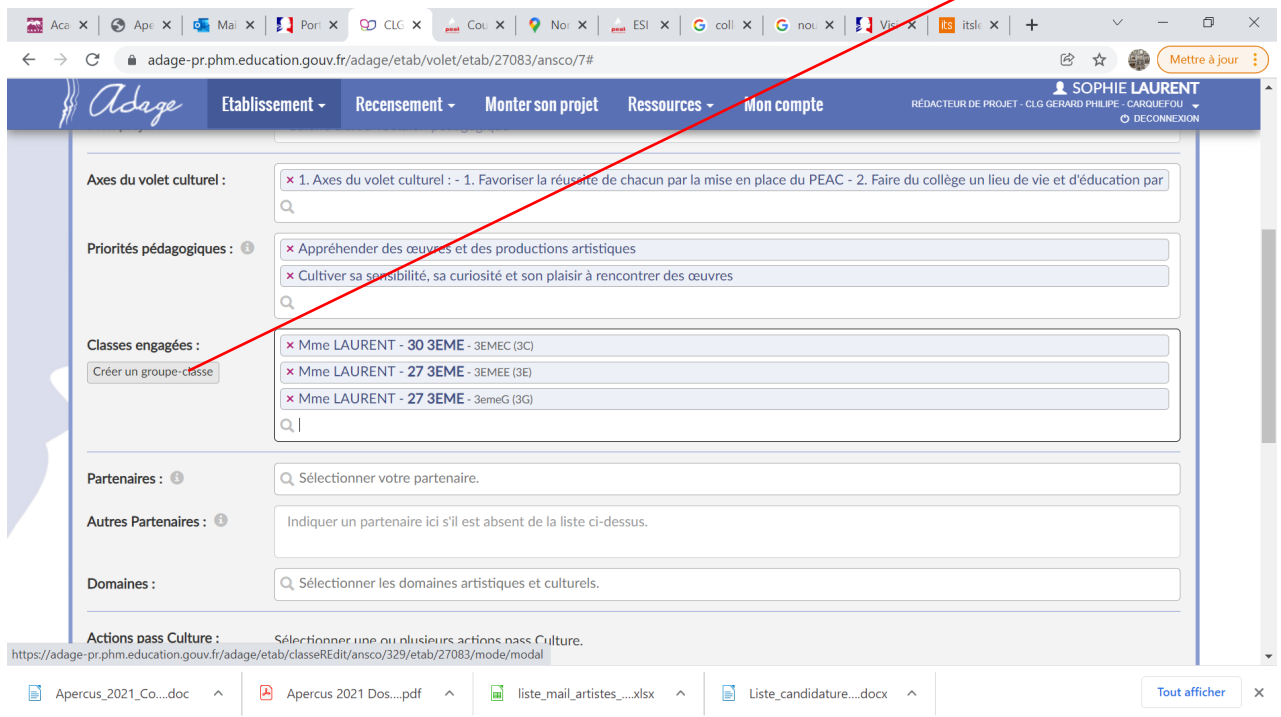 Aca
Ape
Mai
Port
CLG
Cou
Nor
ESI
coll
nou
Visi
its itsle
adage-pr.phm.education.gouv.fr/adage/etab/volet/etab/27083/ansco/7#
Mettre à jour
adage
Etablissement
Recensement
Monter son projet
Ressources
Mon compte
SOPHIE LAURENT
RÉDACTEUR DE PROJET - CLG GERARD PHILIPE - CARQUEFOU
DECONNEXION
Axes du volet culturel :
× 1. Axes du volet culturel : - 1. Favoriser la réussite de chacun par la mise en place du PEAC - 2. Faire du collège un lieu de vie et d'éducation par
Priorités pédagogiques :
× Appréhender des œuvres et des productions artistiques
× Cultiver sa sensibilité, sa curiosité et son plaisir à rencontrer des œuvres
Classes engagées :
Créer un groupe-classe
× Mme LAURENT - 30 3EME - 3EMEC (3C)
× Mme LAURENT - 27 3EME - 3EMEE (3E)
× Mme LAURENT - 27 3EME - 3emeG (3G)
Partenaires :
Sélectionner votre partenaire.
Autres Partenaires :
Indiquer un partenaire ici s'il est absent de la liste ci-dessus.
Domaines :
Sélectionner les domaines artistiques et culturels.
Actions pass Culture :
Sélectionner une ou plusieurs actions pass Culture.
https://adage-pr.phm.education.gouv.fr/adage/etab/classeREdit/ansco/329/etab/27083/mode/modal
Apercus_2021_Co....doc
Apercus 2021 Dos....pdf
liste_mail_artistes_....xlsx
Liste_candidature....docx
Tout afficher